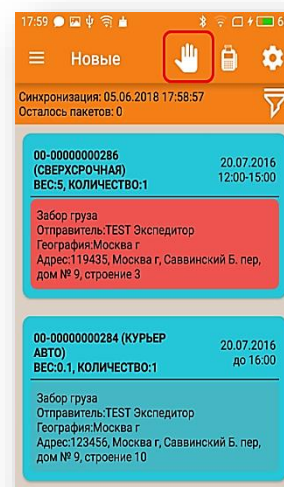 17:59
Новые
Синхронизация: 05.06.2018 17:58:57
Осталось пакетов: 0
00-00000000286
(СВЕРХСРОЧНАЯ)
ВЕС:5, КОЛИЧЕСТВО:1
20.07.2016
12:00-15:00
Забор груза
Отправитель:TEST Экспедитор
География:Москва г
Адрес:119435, Москва г, Саввинский Б. пер,
дом № 9, строение 3
00-00000000284 (КУРЬЕР
АВТО)
ВЕС:0.1, КОЛИЧЕСТВО:1
20.07.2016
до 16:00
Забор груза
Отправитель:TEST Экспедитор
География:Москва г
Адрес:123456, Москва г, Саввинский Б. пер,
дом № 9, строение 10